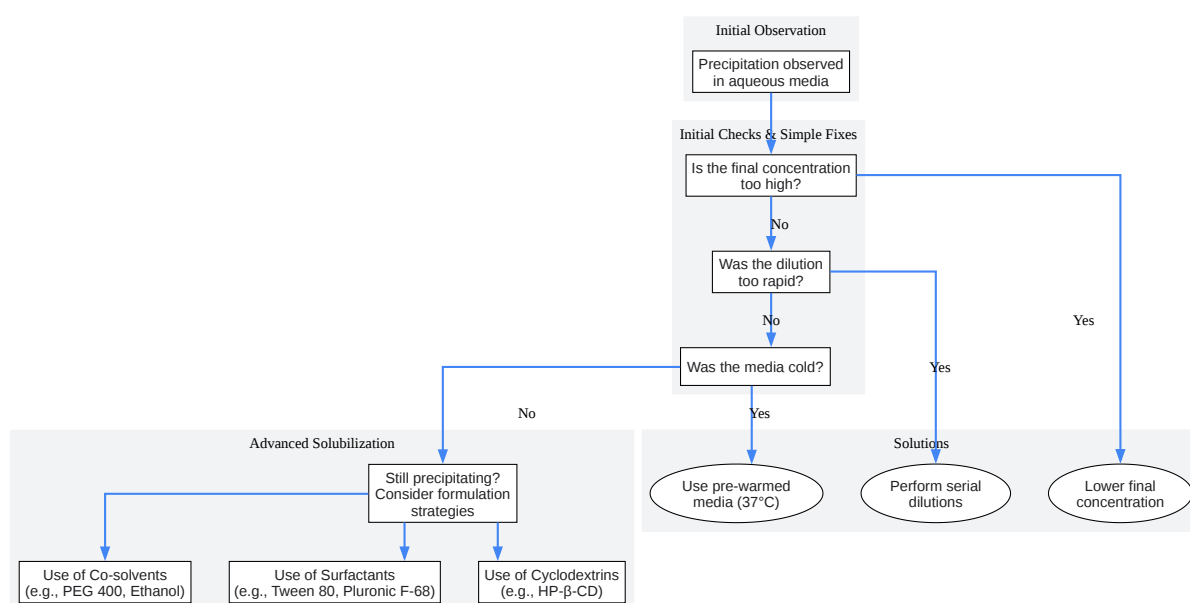 Initial Observation
Precipitation observed
in aqueous media
Initial Checks & Simple Fixes
Is the final concentration
too high?
No
Was the dilution
too rapid?
No
Yes
Was the media cold?
Yes
No
Yes
Advanced Solubilization
Solutions
Still precipitating?
Consider formulation
strategies
Use pre-warmed
media (37°C)
Perform serial
dilutions
Lower final
concentration
Use of Co-solvents
(e.g., PEG 400, Ethanol)
Use of Surfactants
(e.g., Tween 80, Pluronic F-68)
Use of Cyclodextrins
(e.g., HP-β-CD)